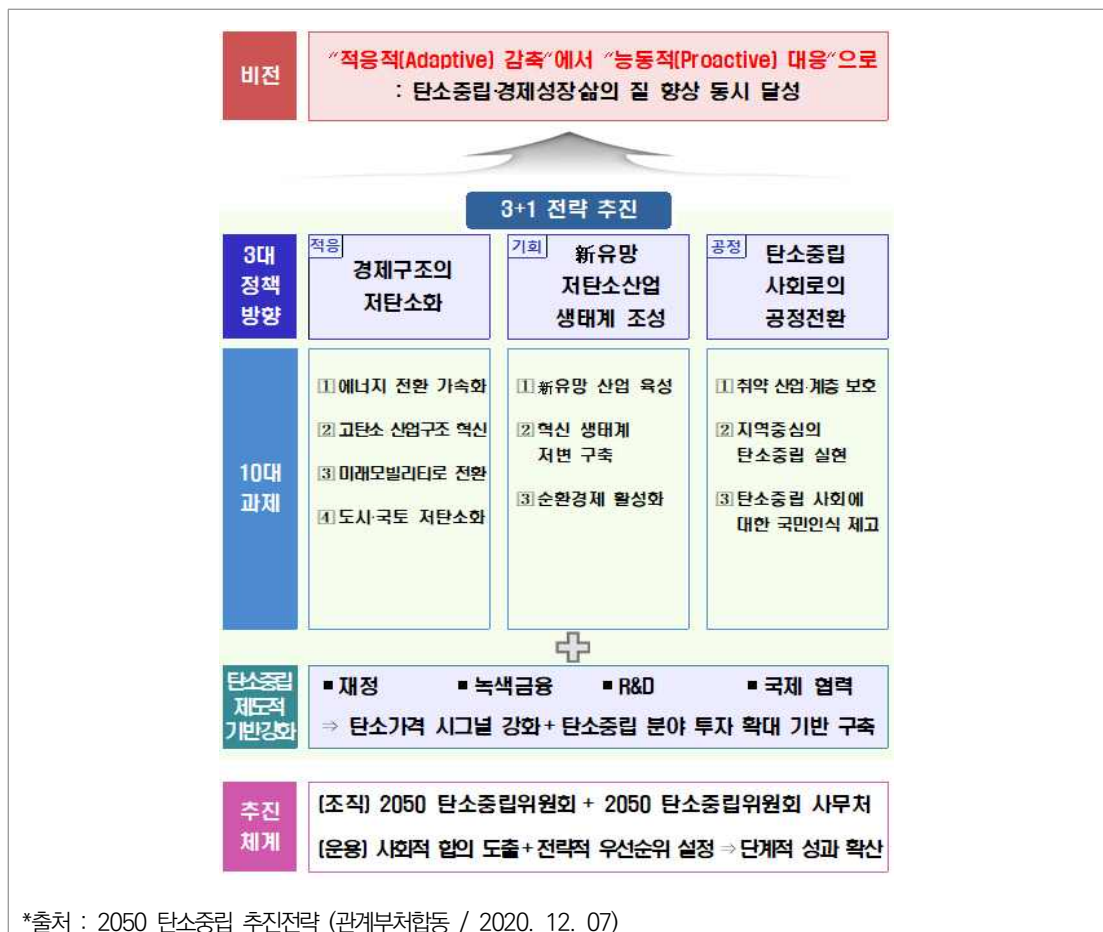 비전
“적응적(Adaptive) 감축”에서 “능동적(Proactive) 대응”으로
: 탄소중립·경제성장·삶의 질 향상 동시 달성
3+1 전략 추진
3대
정책
방향
적응
경제구조의
저탄소화
기회
新유망
저탄소산업
생태계 조성
공정
탄소중립
사회로의
공정전환
10대
과제
1 에너지 전환 가속화
2 고탄소 산업구조 혁신
3 미래모빌리티로 전환
4 도시·국토 저탄소화
1 新유망 산업 육성
2 혁신 생태계
저변 구축
3 순환경제 활성화
1 취약 산업·계층 보호
2 지역중심의
탄소중립 실현
3 탄소중립 사회에
대한 국민인식 제고
탄소중립
제도적
기반강화
▪ 재정 ▪ 녹색금융 ▪ R&D ▪ 국제 협력
⇒ 탄소가격 시그널 강화 + 탄소중립 분야 투자 확대 기반 구축
추진
체계
(조직) 2050 탄소중립위원회 + 2050 탄소중립위원회 사무처
(운용) 사회적 합의 도출 + 전략적 우선순위 설정 ⇒ 단계적 성과 확산
*출처 : 2050 탄소중립 추진전략 (관계부처합동 / 2020. 12. 07)